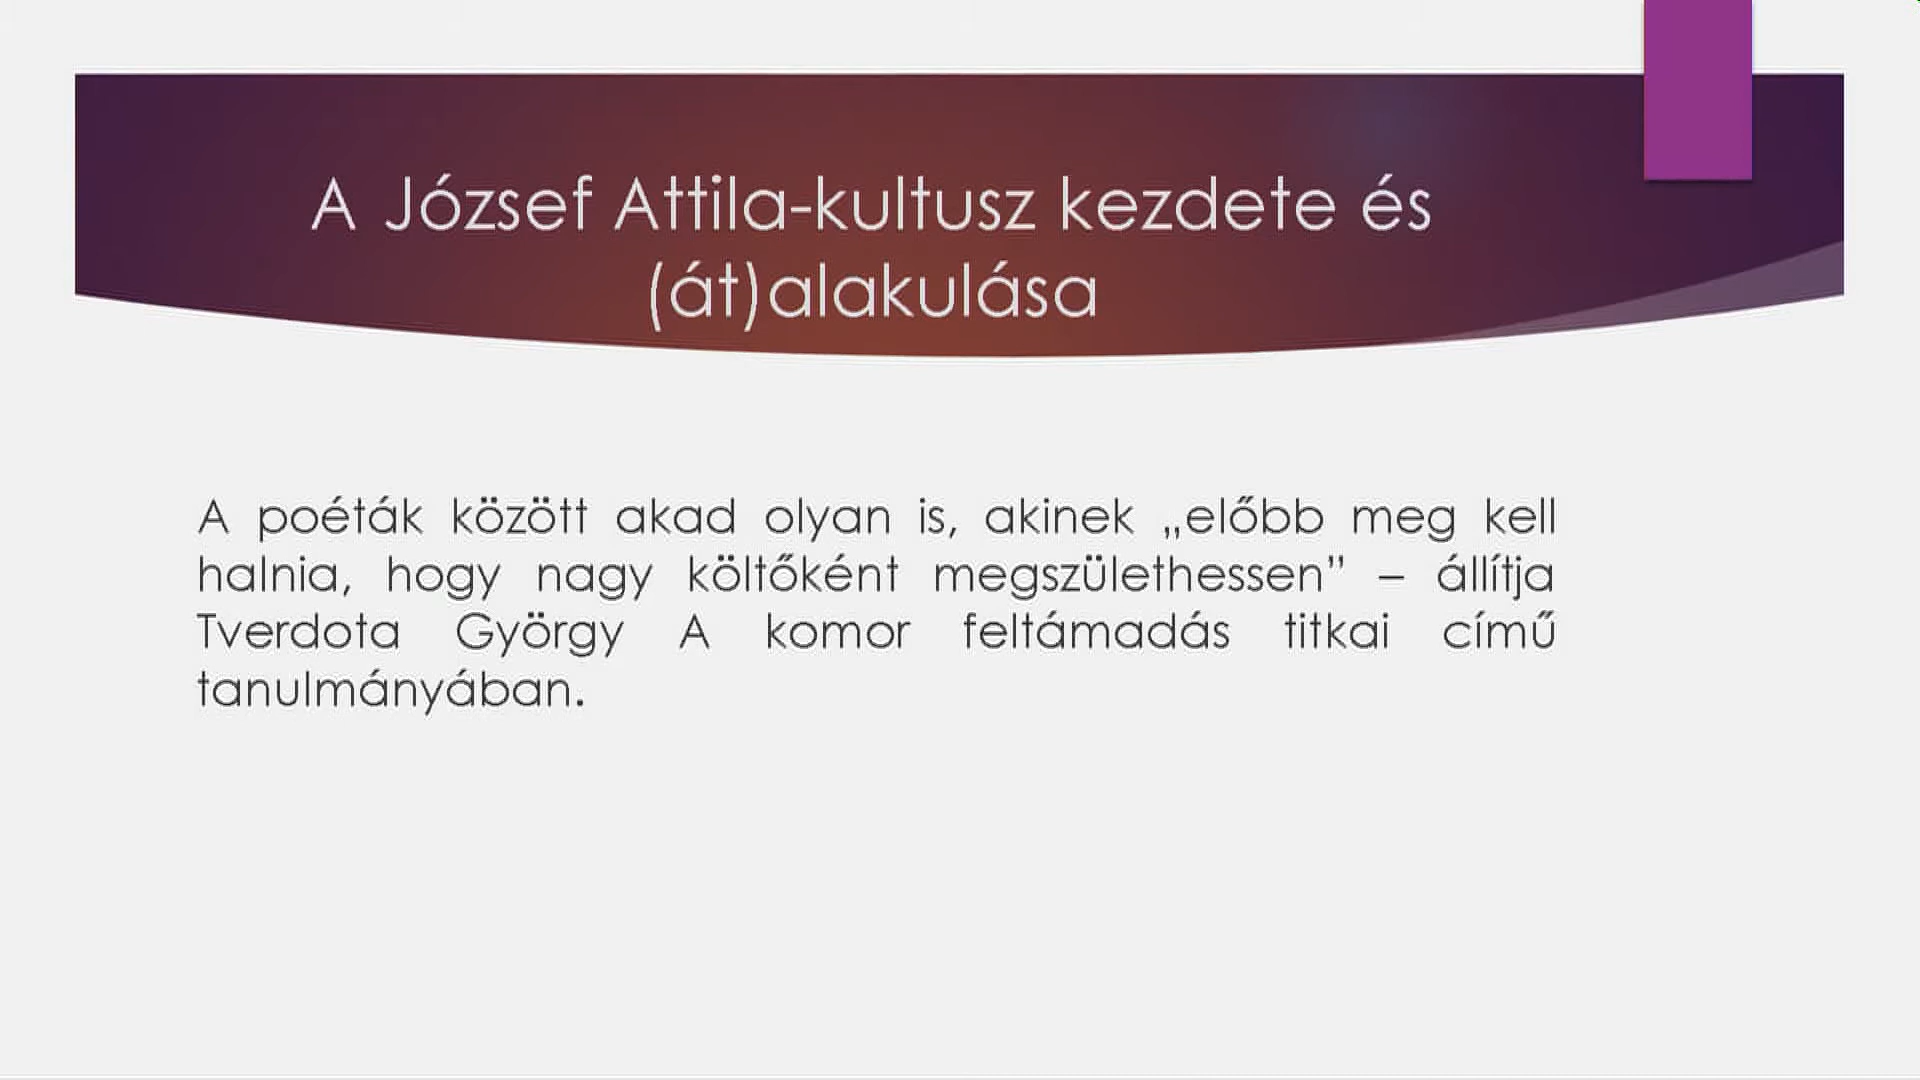 A József Attila-kultusz kezdete és
(át)alakulása
A poéták között akad olyan is, akinek „előbb meg kell
halnia, hogy nagy költőként megszülethessen” – állítja
Tverdota György A komor feltámadás titkai című
tanulmányában.